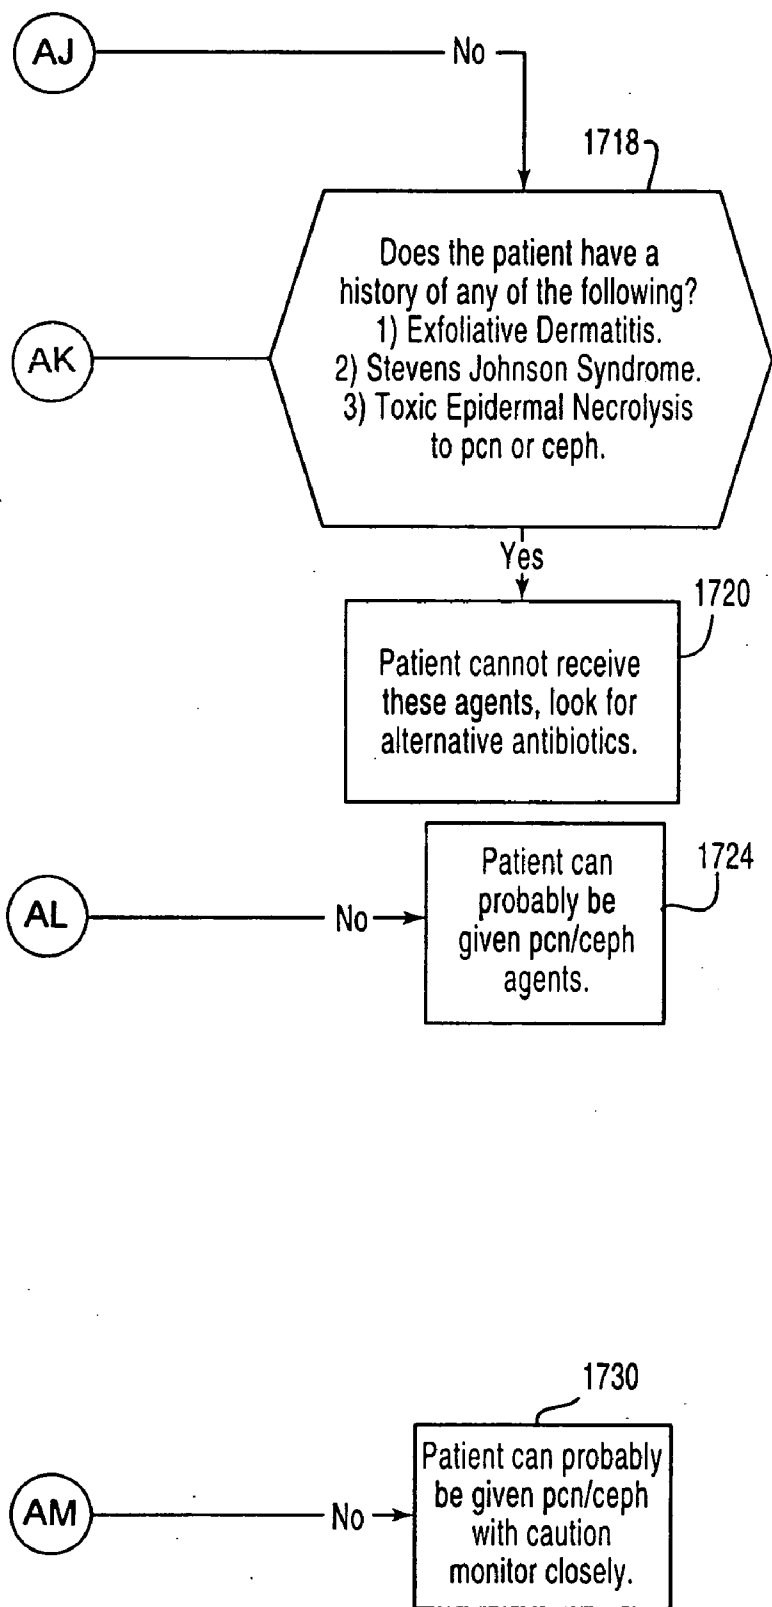 AJ
No
1718
Does the patient have a
history of any of the following?
1) Exfoliative Dermatitis.
AK
2) Stevens Johnson Syndrome.
3) Toxic Epidermal Necrolysis
to pcn or ceph.
Yes
1720
Patient cannot receive
these agents, look for
alternative antibiotics.
1724
Patient can
probably be
given pcn/ceph
agents.
AL
No
1730
Patient can probably
be given pcn/ceph
with caution
monitor closely.
AM
No